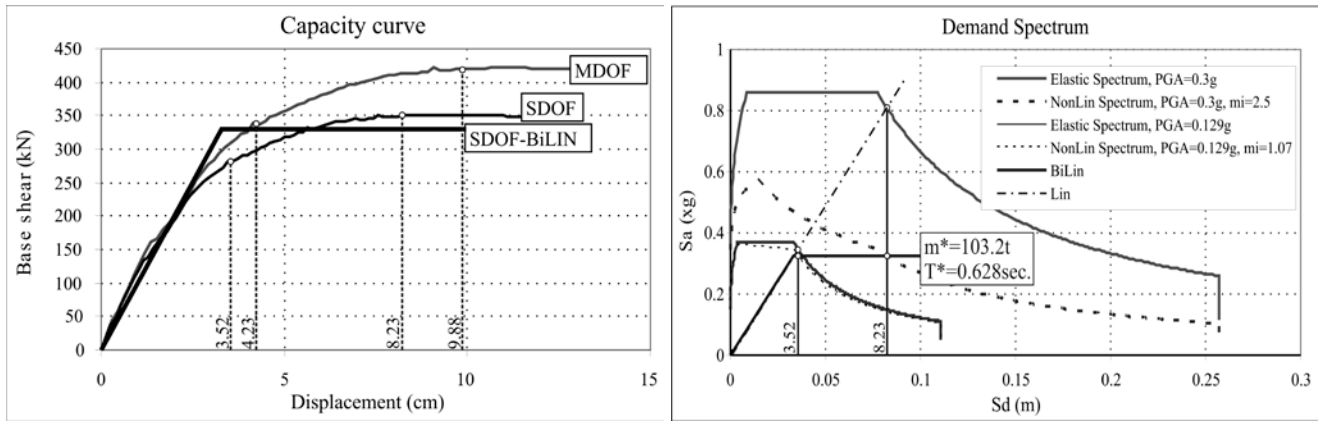 Capacity curve
Base shear (kN)
450
400
350
300
250
200
150
100
50
0
MDOF
SDOF
SDOF-BiLIN
3.52
4.23
8.23
9.88
0
5
10
15
Displacement (cm)
Demand Spectrum
Sa (xg)
1
0.8
0.6
0.4
0.2
0
Elastic Spectrum, PGA=0.3g
NonLin Spectrum, PGA=0.3g, mi=2.5
Elastic Spectrum, PGA=0.129g
NonLin Spectrum, PGA=0.129g, mi=1.07
BiLin
Lin
m*=103.2t
T*=0.628sec.
3.52
8.23
0
0.05
0.1
0.15
0.2
0.25
0.3
Sd (m)